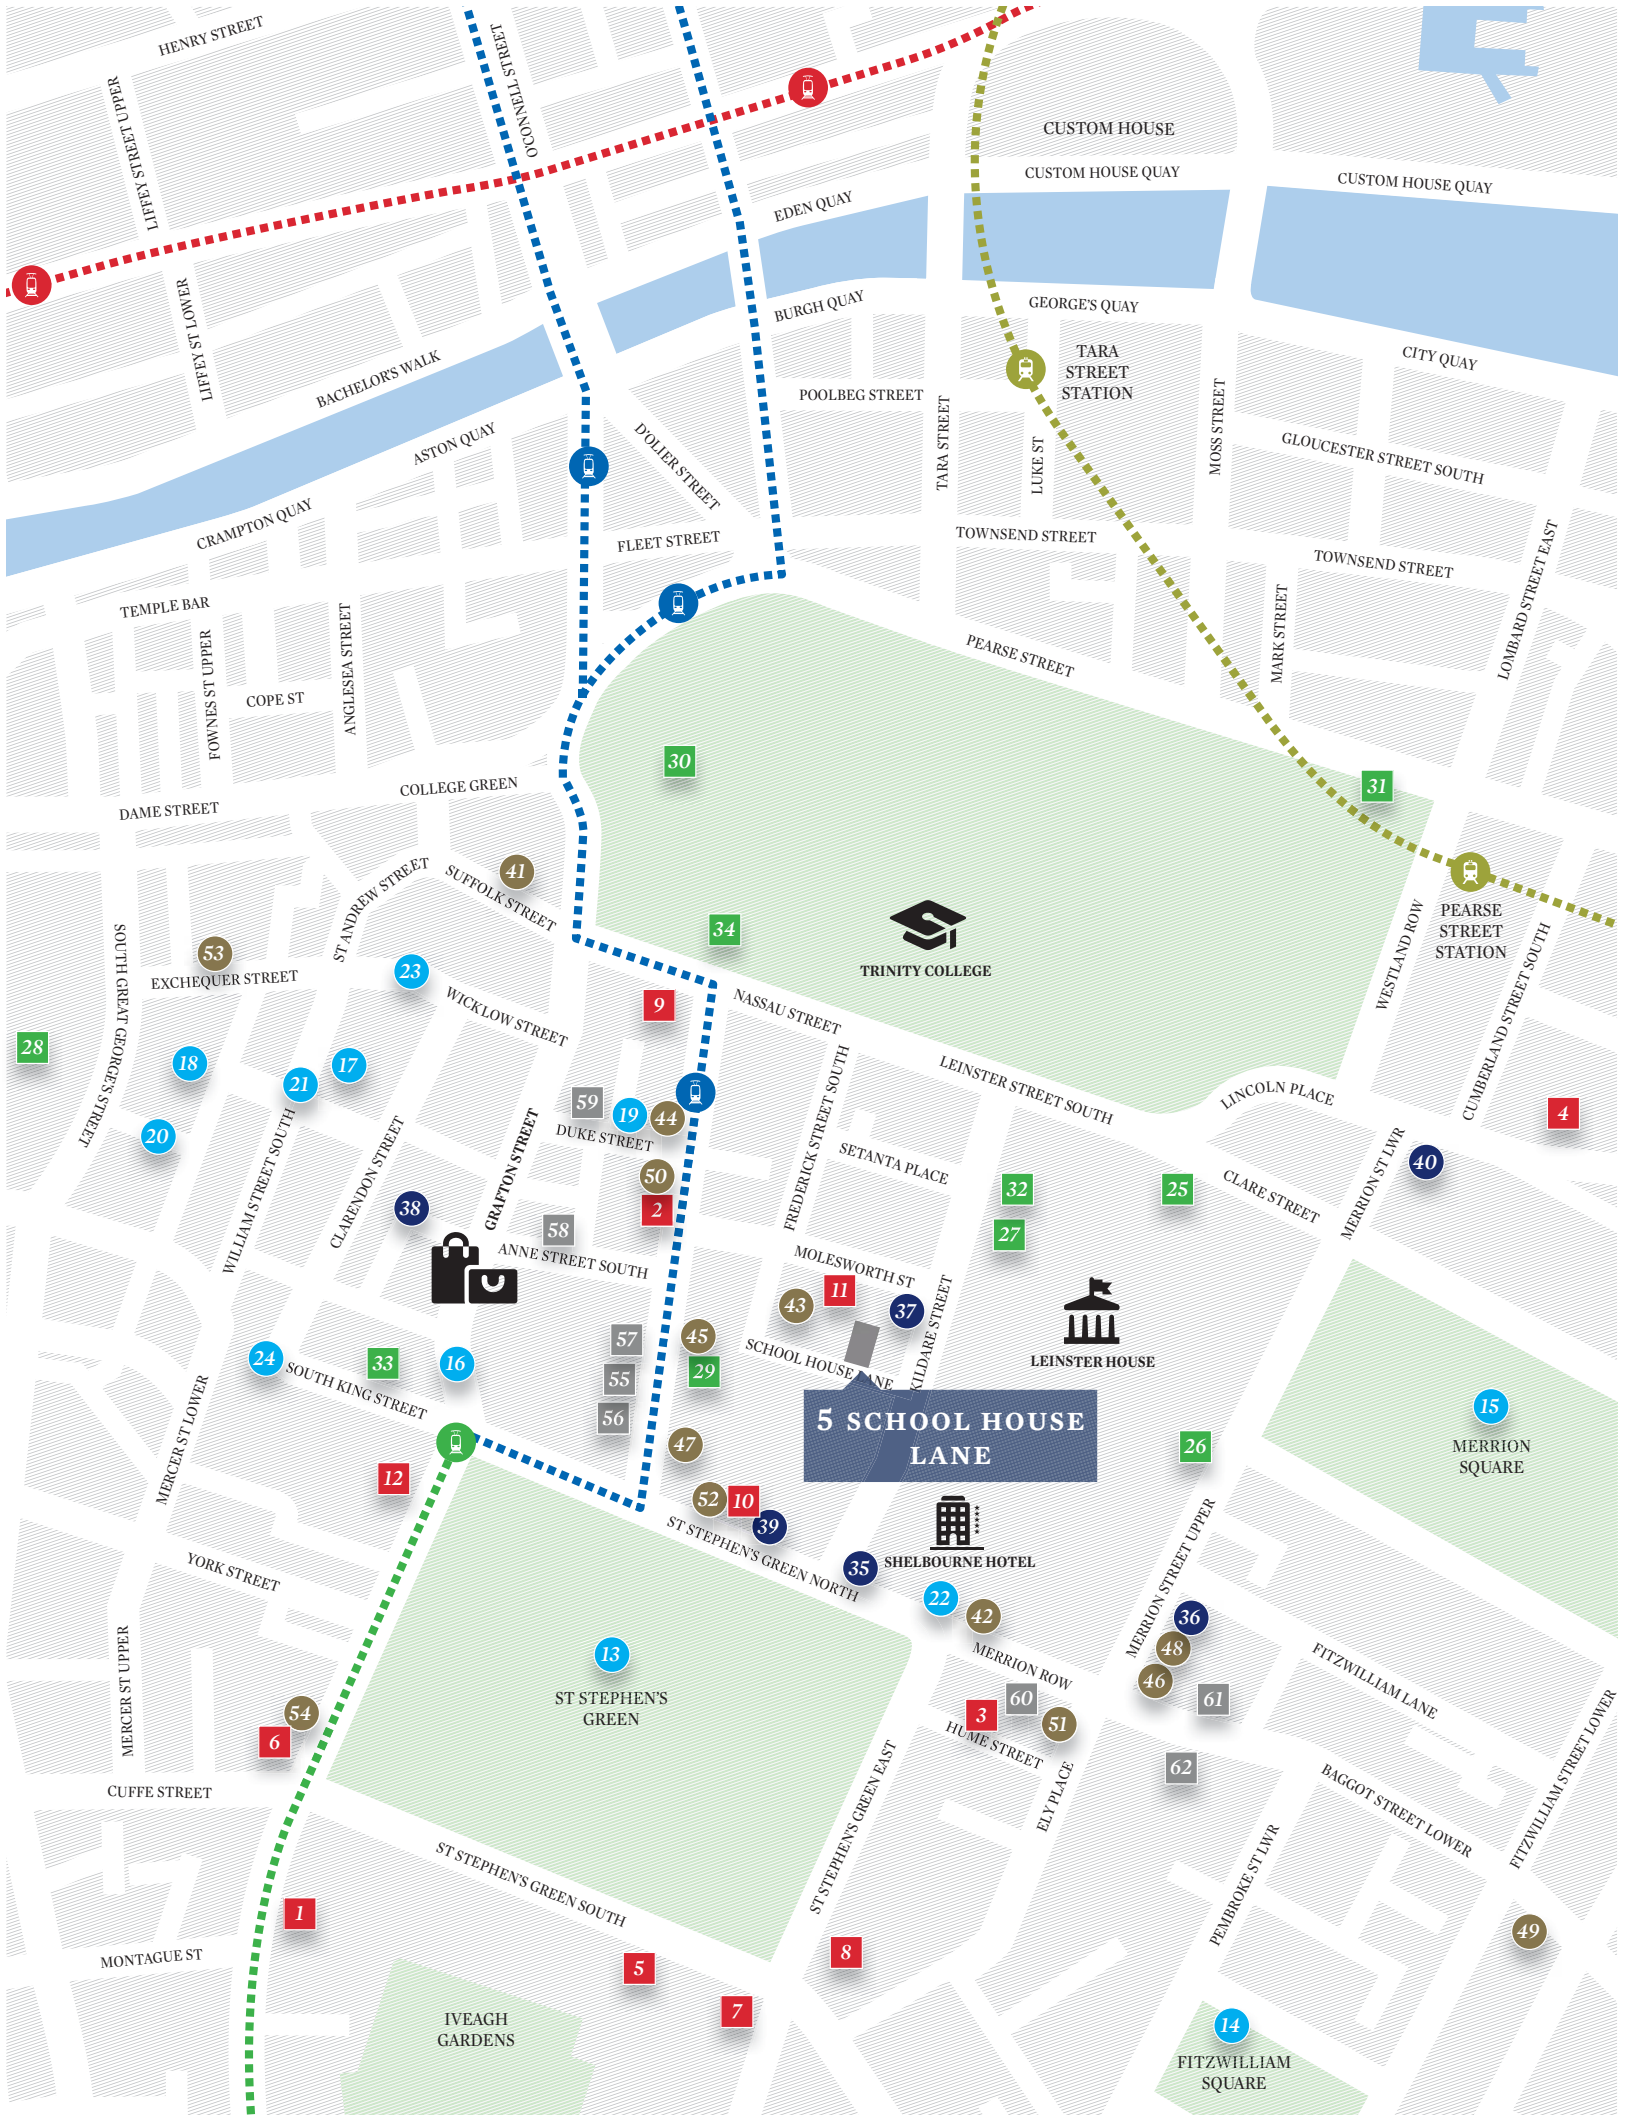 HENRY STREET
O'CONNELL STREET
LIFFEY STREET UPPER
CUSTOM HOUSE
CUSTOM HOUSE QUAY
CUSTOM HOUSE QUAY
EDEN QUAY
BURGH QUAY
GEORGE'S QUAY
LIFFEY ST LOWER
BACHELOR'S WALK
TARA
STREET
STATION
CITY QUAY
POOLBEG STREET
ASTON QUAY
D'OLIER STREET
TARA STREET
LUKE ST
MOSS STREET
GLOUCESTER STREET SOUTH
CRAMPTON QUAY
FLEET STREET
TOWNSEND STREET
TOWNSEND STREET
LOMBARD STREET EAST
TEMPLE BAR
FOWNES ST UPPER
COPE ST
ANGLESEA STREET
PEARSE STREET
MARK STREET
30
31
COLLEGE GREEN
DAME STREET
41
SUFFOLK STREET
ST ANDREW STREET
34
TRINITY COLLEGE
PEARSE
STREET
STATION
WESTLAND ROW
CUMBERLAND STREET SOUTH
SOUTH GREAT GEORGE'S STREET
53
EXCHEQUER STREET
23
WICKLOW STREET
9
NASSAU STREET
28
18
21
17
LEINSTER STREET SOUTH
LINCOLN PLACE
4
20
59
19
44
DUKE STREET
FREDERICK STREET SOUTH
SETANTA PLACE
40
WILLIAM STREET SOUTH
CLARENDON STREET
GRAFTON STREET
50
2
38
58
ANNE STREET SOUTH
32
27
25
CLARE STREET
MERRION ST LWR
MOLESWORTH ST
43
11
37
KILDARE STREET
LEINSTER HOUSE
57
45
24
SOUTH KING STREET
33
16
55
29
SCHOOL HOUSE LANE
5 SCHOOL HOUSE
LANE
56
47
26
15
MERRION
SQUARE
MERCER ST LOWER
12
52
10
39
ST STEPHEN'S GREEN NORTH
35
SHELBOURNE HOTEL
YORK STREET
22
42
MERRION STREET UPPER
36
48
46
13
ST STEPHEN'S
GREEN
MERRION ROW
60
3
51
61
HUME STREET
FITZWILLIAM LANE
FITZWILLIAM STREET LOWER
MERCER ST UPPER
54
6
62
CUFFE STREET
ELY PLACE
BAGGOT STREET LOWER
ST STEPHEN'S GREEN EAST
ST STEPHEN'S GREEN SOUTH
PEMBROKE ST LWR
1
49
MONTAGUE ST
5
8
7
IVEAGH
GARDENS
14
FITZWILLIAM
SQUARE